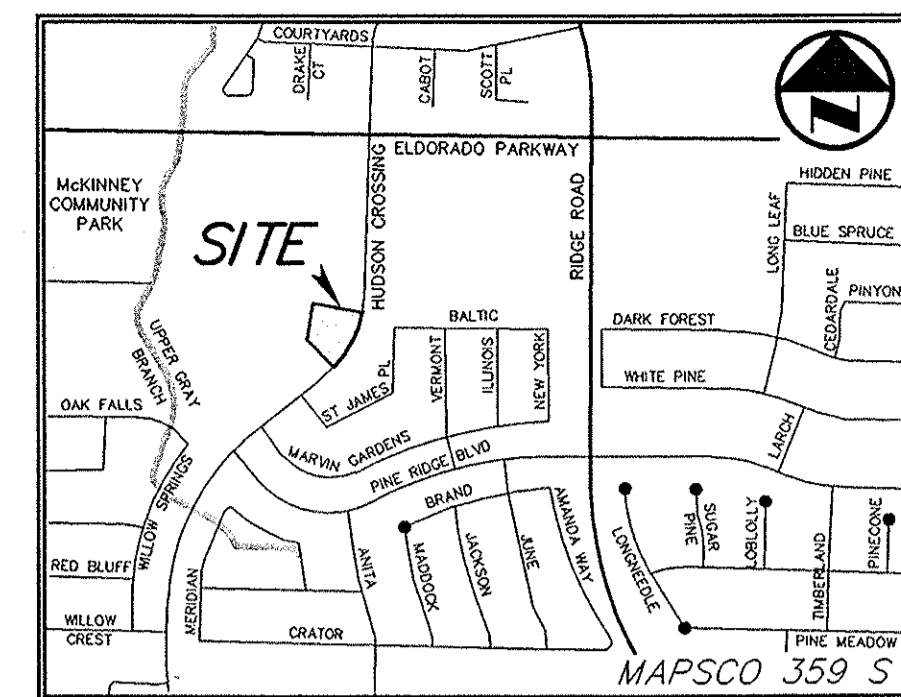 COURTYARDS
DRAKE
CT
CABOT
SCOTT
PL
N
ELDORADO PARKWAY
McKINNEY
COMMUNITY
PARK
HUDSON CROSSING
RIDGE ROAD
HIDDEN PINE
LONG LEAF
BLUE SPRUCE
CEDARDALE
PINYON
SITE
BALTIC
DARK FOREST
UPPER GRAY
BRANCH
ST JAMES PL
VERMONT
ILLINOIS
NEW YORK
WHITE PINE
OAK FALLS
MARVIN GARDENS
PINE RIDGE BLVD
LARCH
WILLOW SPRINGS
BRAND
AMANDA WAY
LONGNEEDLE
SUGAR
PINE
LOBLOLLY
TIMBERLAND
PINECONE
RED BLUFF
MERIDIAN
ANITA
MADDOCK
JACKSON
JUNE
WILLOW
CREST
CRATOR
PINE MEADOW
MAPSCO 359 S